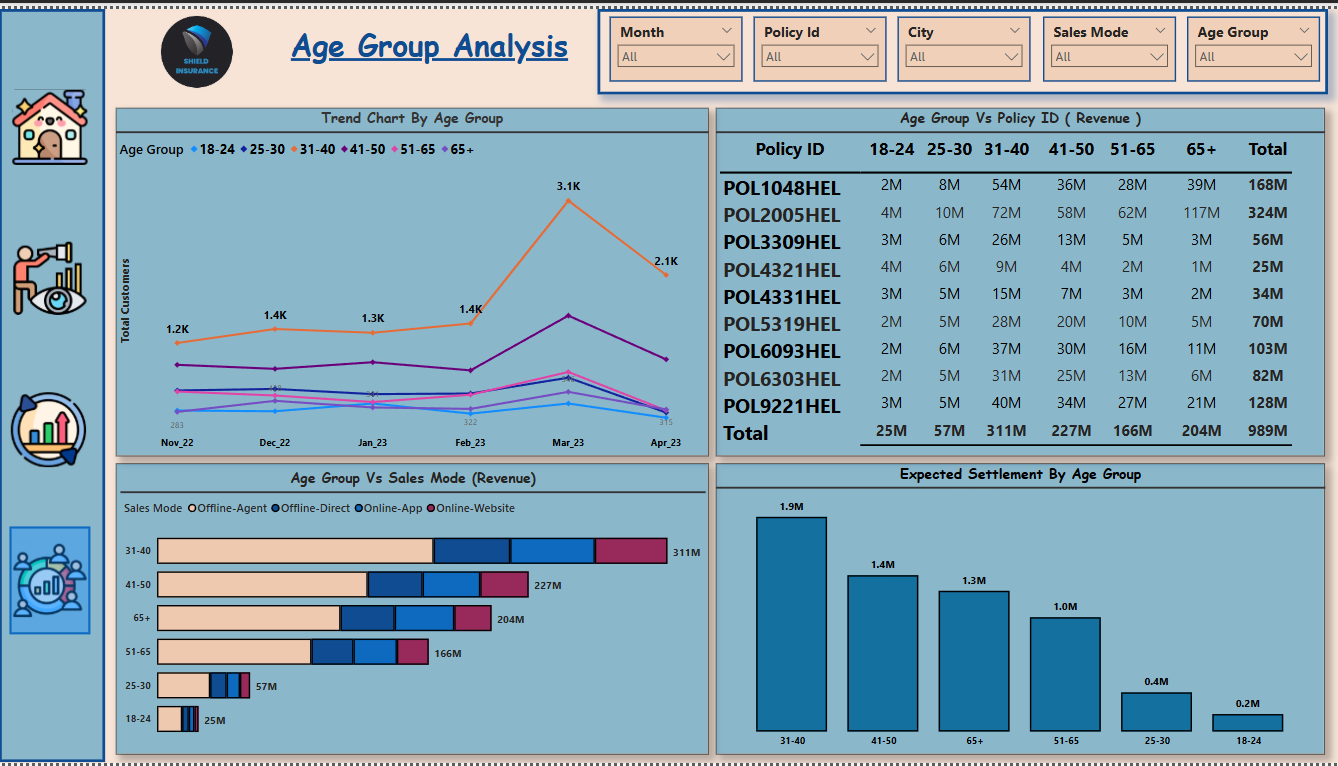 SHIELD
INSURANCE
Age Group Analysis
Month Policy Id City Sales Mode Age Group
All All All All All
Trend Chart By Age Group
Age Group 18-24 25-30 31-40 41-50 51-65 65+
Total Customers
3.1K
2.1K
1.4K
1.4K
1.3K
1.2K
283
322
315
Nov_22 Dec_22 Jan_23 Feb_23 Mar_23 Apr_23
Age Group Vs Policy ID ( Revenue )
Policy ID 18-24 25-30 31-40 41-50 51-65 65+ Total
POL1048HEL 2M 8M 54M 36M 28M 39M 168M
POL2005HEL 4M 10M 72M 58M 62M 117M 324M
POL3309HEL 3M 6M 26M 13M 5M 3M 56M
POL4321HEL 4M 6M 9M 4M 2M 1M 25M
POL4331HEL 3M 5M 15M 7M 3M 2M 34M
POL5319HEL 2M 5M 28M 20M 10M 5M 70M
POL6093HEL 2M 6M 37M 30M 16M 11M 103M
POL6303HEL 2M 5M 31M 25M 13M 6M 82M
POL9221HEL 3M 5M 40M 34M 27M 21M 128M
Total 25M 57M 311M 227M 166M 204M 989M
Age Group Vs Sales Mode (Revenue)
Sales Mode Offline-Agent Offline-Direct Online-App Online-Website
31-40 311M
41-50 227M
65+ 204M
51-65 166M
25-30 57M
18-24 25M
Expected Settlement By Age Group
1.9M
1.4M
1.3M
1.0M
0.4M
0.2M
31-40 41-50 65+ 51-65 25-30 18-24